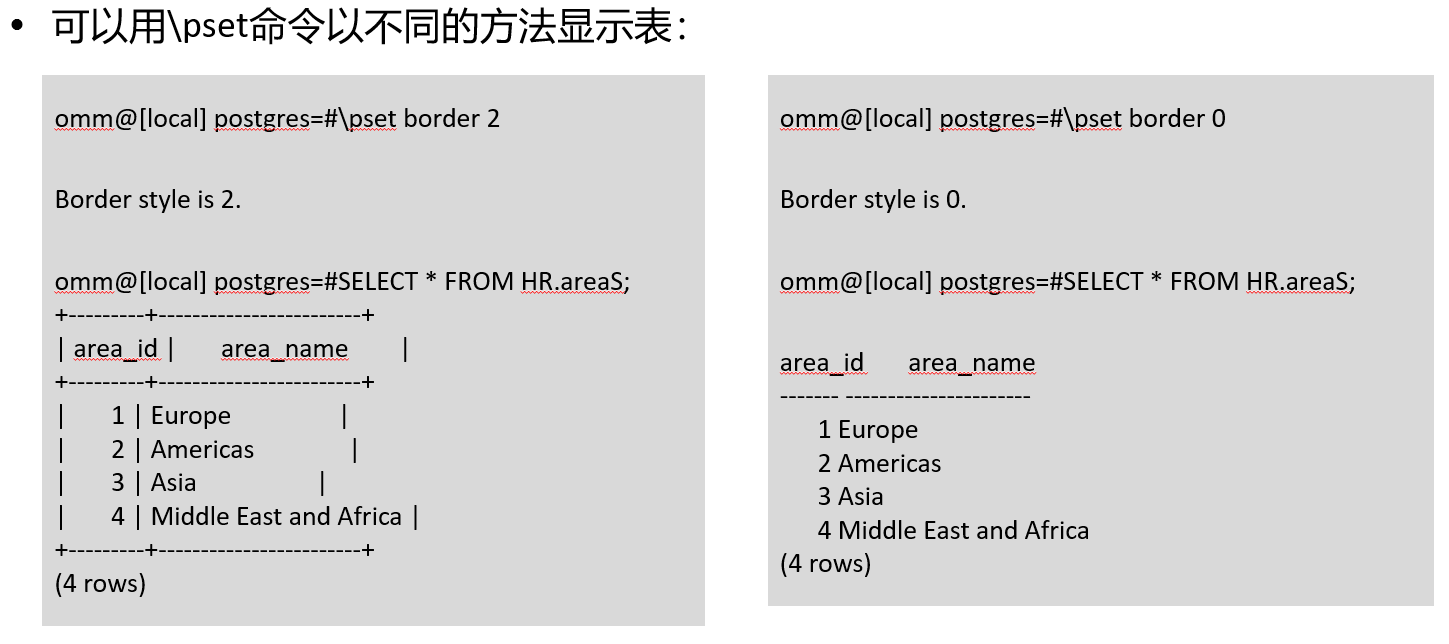 • 可以用\pset命令以不同的方法显示表：
omm@[local] postgres=#\pset border 2
Border style is 2.
omm@[local] postgres=#SELECT * FROM HR.areaS;
+---------+------------------------+
| area_id |       area_name        |
+---------+------------------------+
|       1 | Europe                 |
|       2 | Americas               |
|       3 | Asia                   |
|       4 | Middle East and Africa |
+---------+------------------------+
(4 rows)
omm@[local] postgres=#\pset border 0
Border style is 0.
omm@[local] postgres=#SELECT * FROM HR.areaS;
area_id       area_name
------- ----------------------
      1 Europe
      2 Americas
      3 Asia
      4 Middle East and Africa
(4 rows)